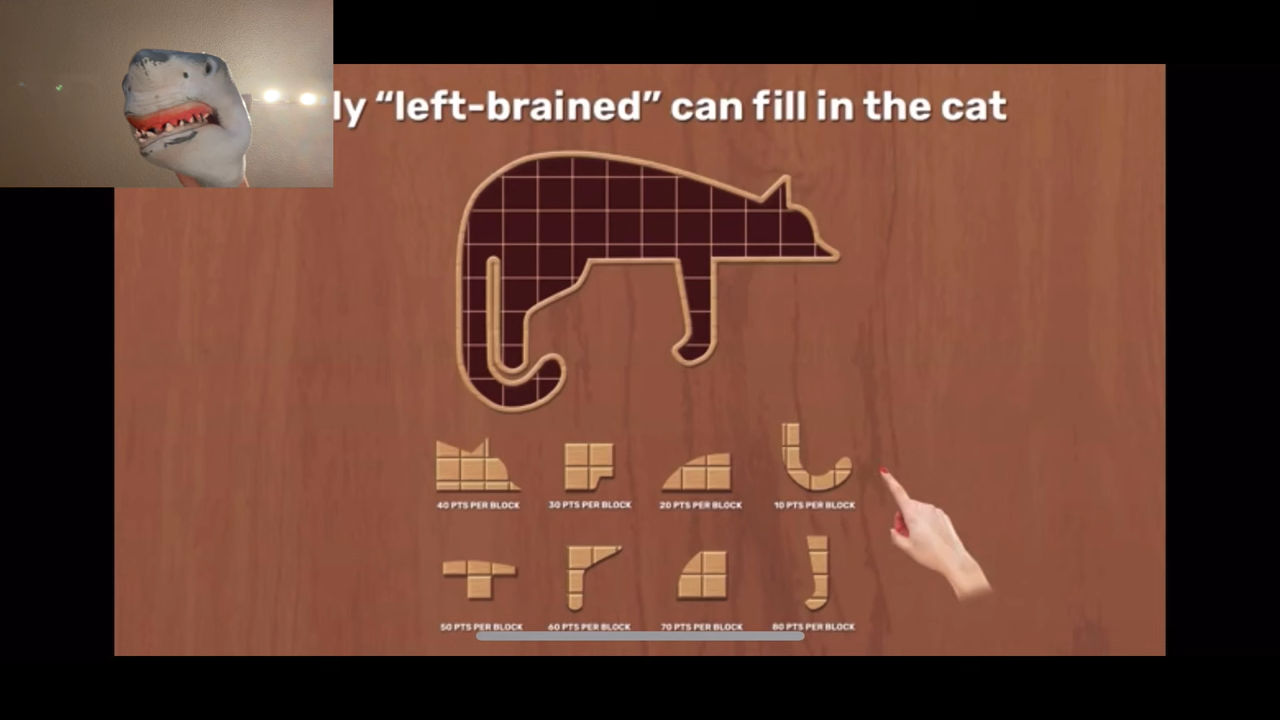 ly “left-brained” can fill in the cat
40 PTS PER BLOCK
30 PTS PER BLOCK
20 PTS PER BLOCK
10 PTS PER BLOCK
50 PTS PER BLOCK
60 PTS PER BLOCK
70 PTS PER BLOCK
80 PTS PER BLOCK